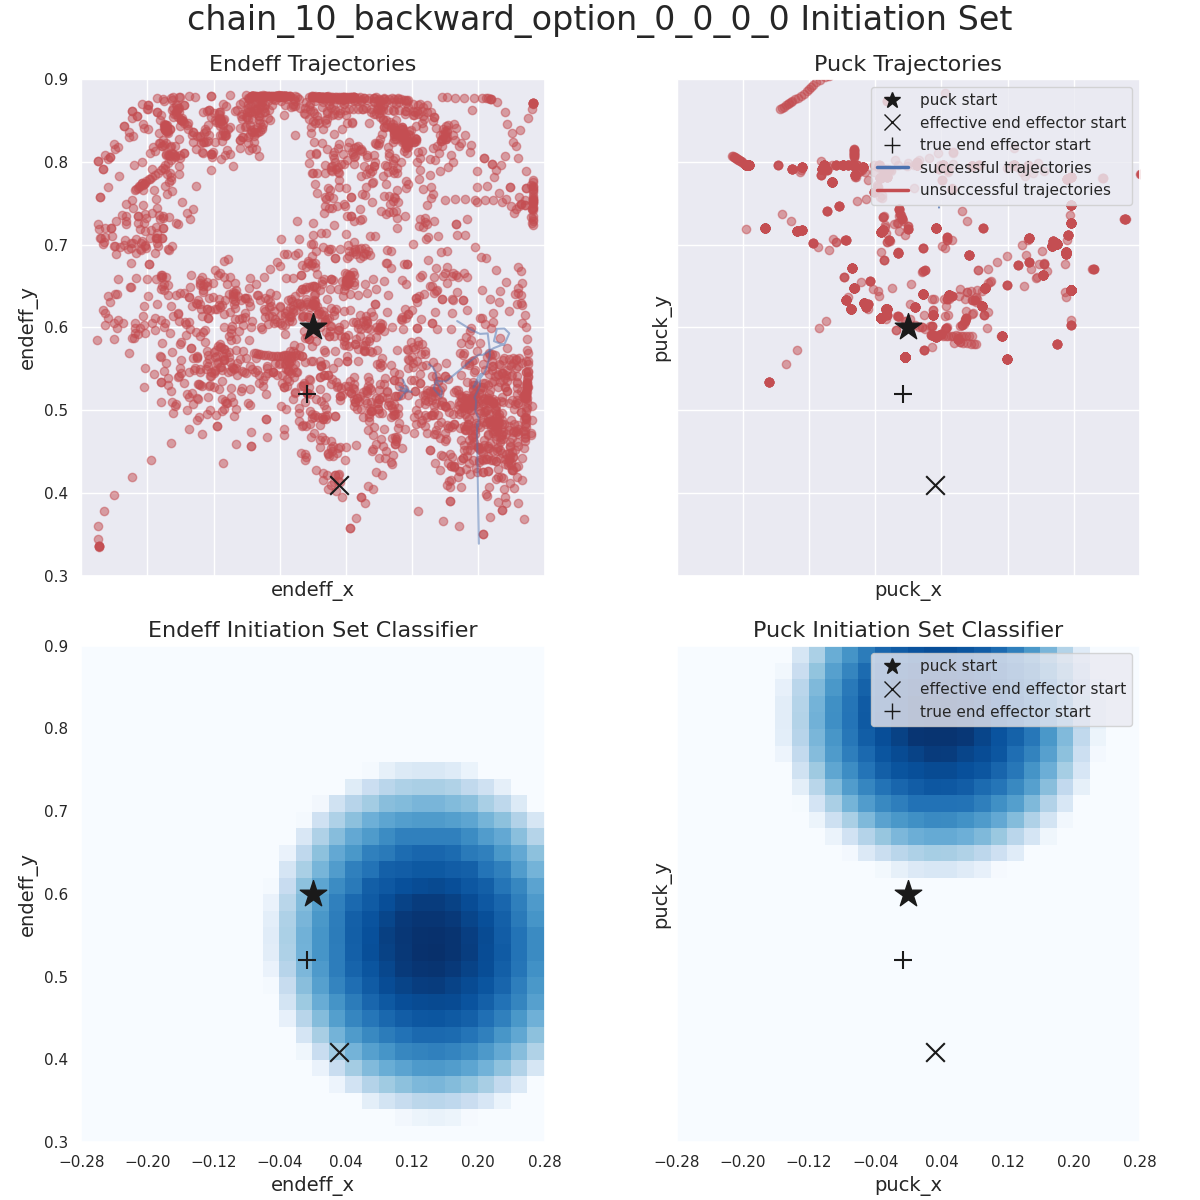 chain_10_backward_option_0_0_0_0 Initiation Set
Endeff Trajectories
0.9
0.8
0.7
0.6
0.5
0.4
0.3
endeff_y
endeff_x
Puck Trajectories
puck start
effective end effector start
true end effector start
successful trajectories
unsuccessful trajectories
puck_y
puck_x
Endeff Initiation Set Classifier
0.9
0.8
0.7
0.6
0.5
0.4
0.3
endeff_y
−0.28 −0.20 −0.12 −0.04 0.04 0.12 0.20 0.28
endeff_x
Puck Initiation Set Classifier
puck start
effective end effector start
true end effector start
puck_y
−0.28 −0.20 −0.12 −0.04 0.04 0.12 0.20 0.28
puck_x